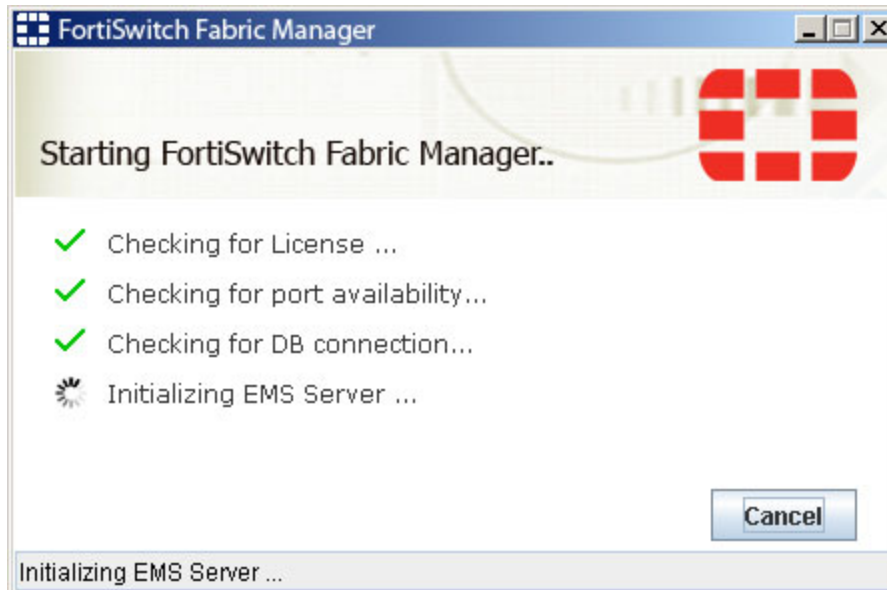 FortiSwitch Fabric Manager
Starting FortiSwitch Fabric Manager..
Checking for License ...
Checking for port availability...
Checking for DB connection...
Initializing EMS Server ...
Cancel
Initializing EMS Server ...